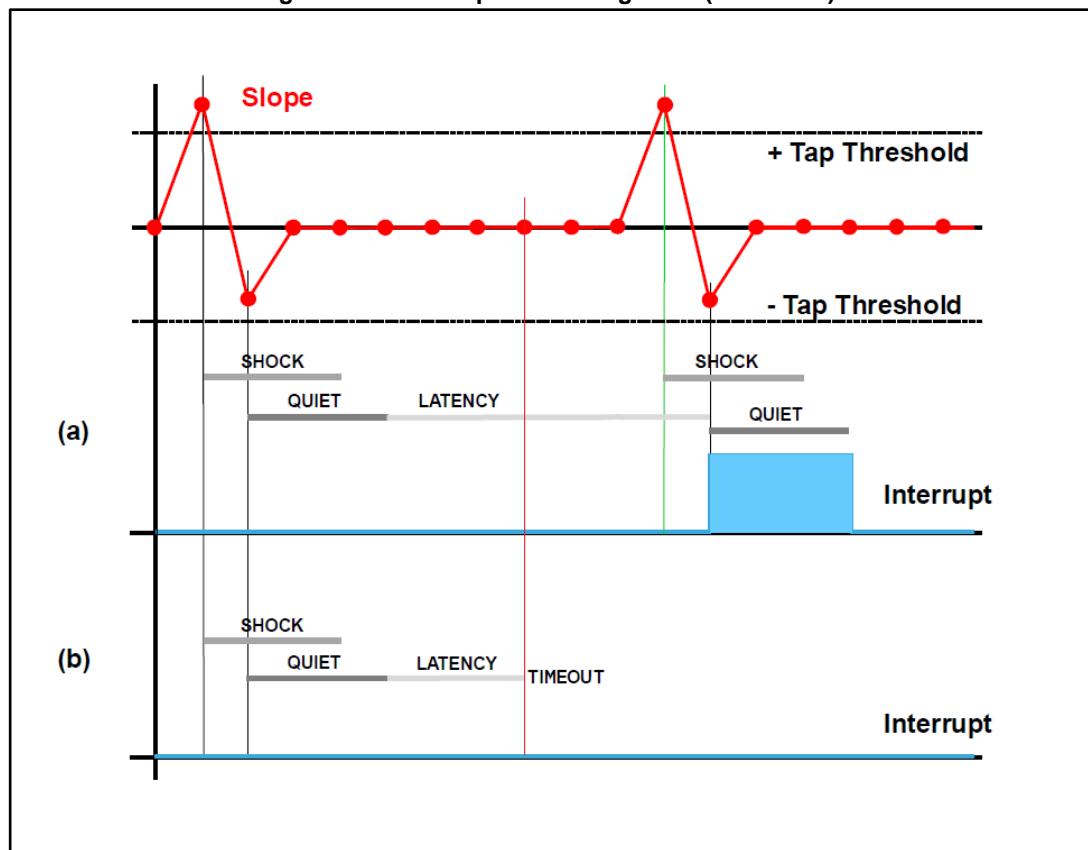 Slope
+ Tap Threshold
- Tap Threshold
SHOCK SHOCK
QUIET LATENCY
QUIET
(a)
Interrupt
SHOCK
(b)
QUIET LATENCY
TIMEOUT
Interrupt